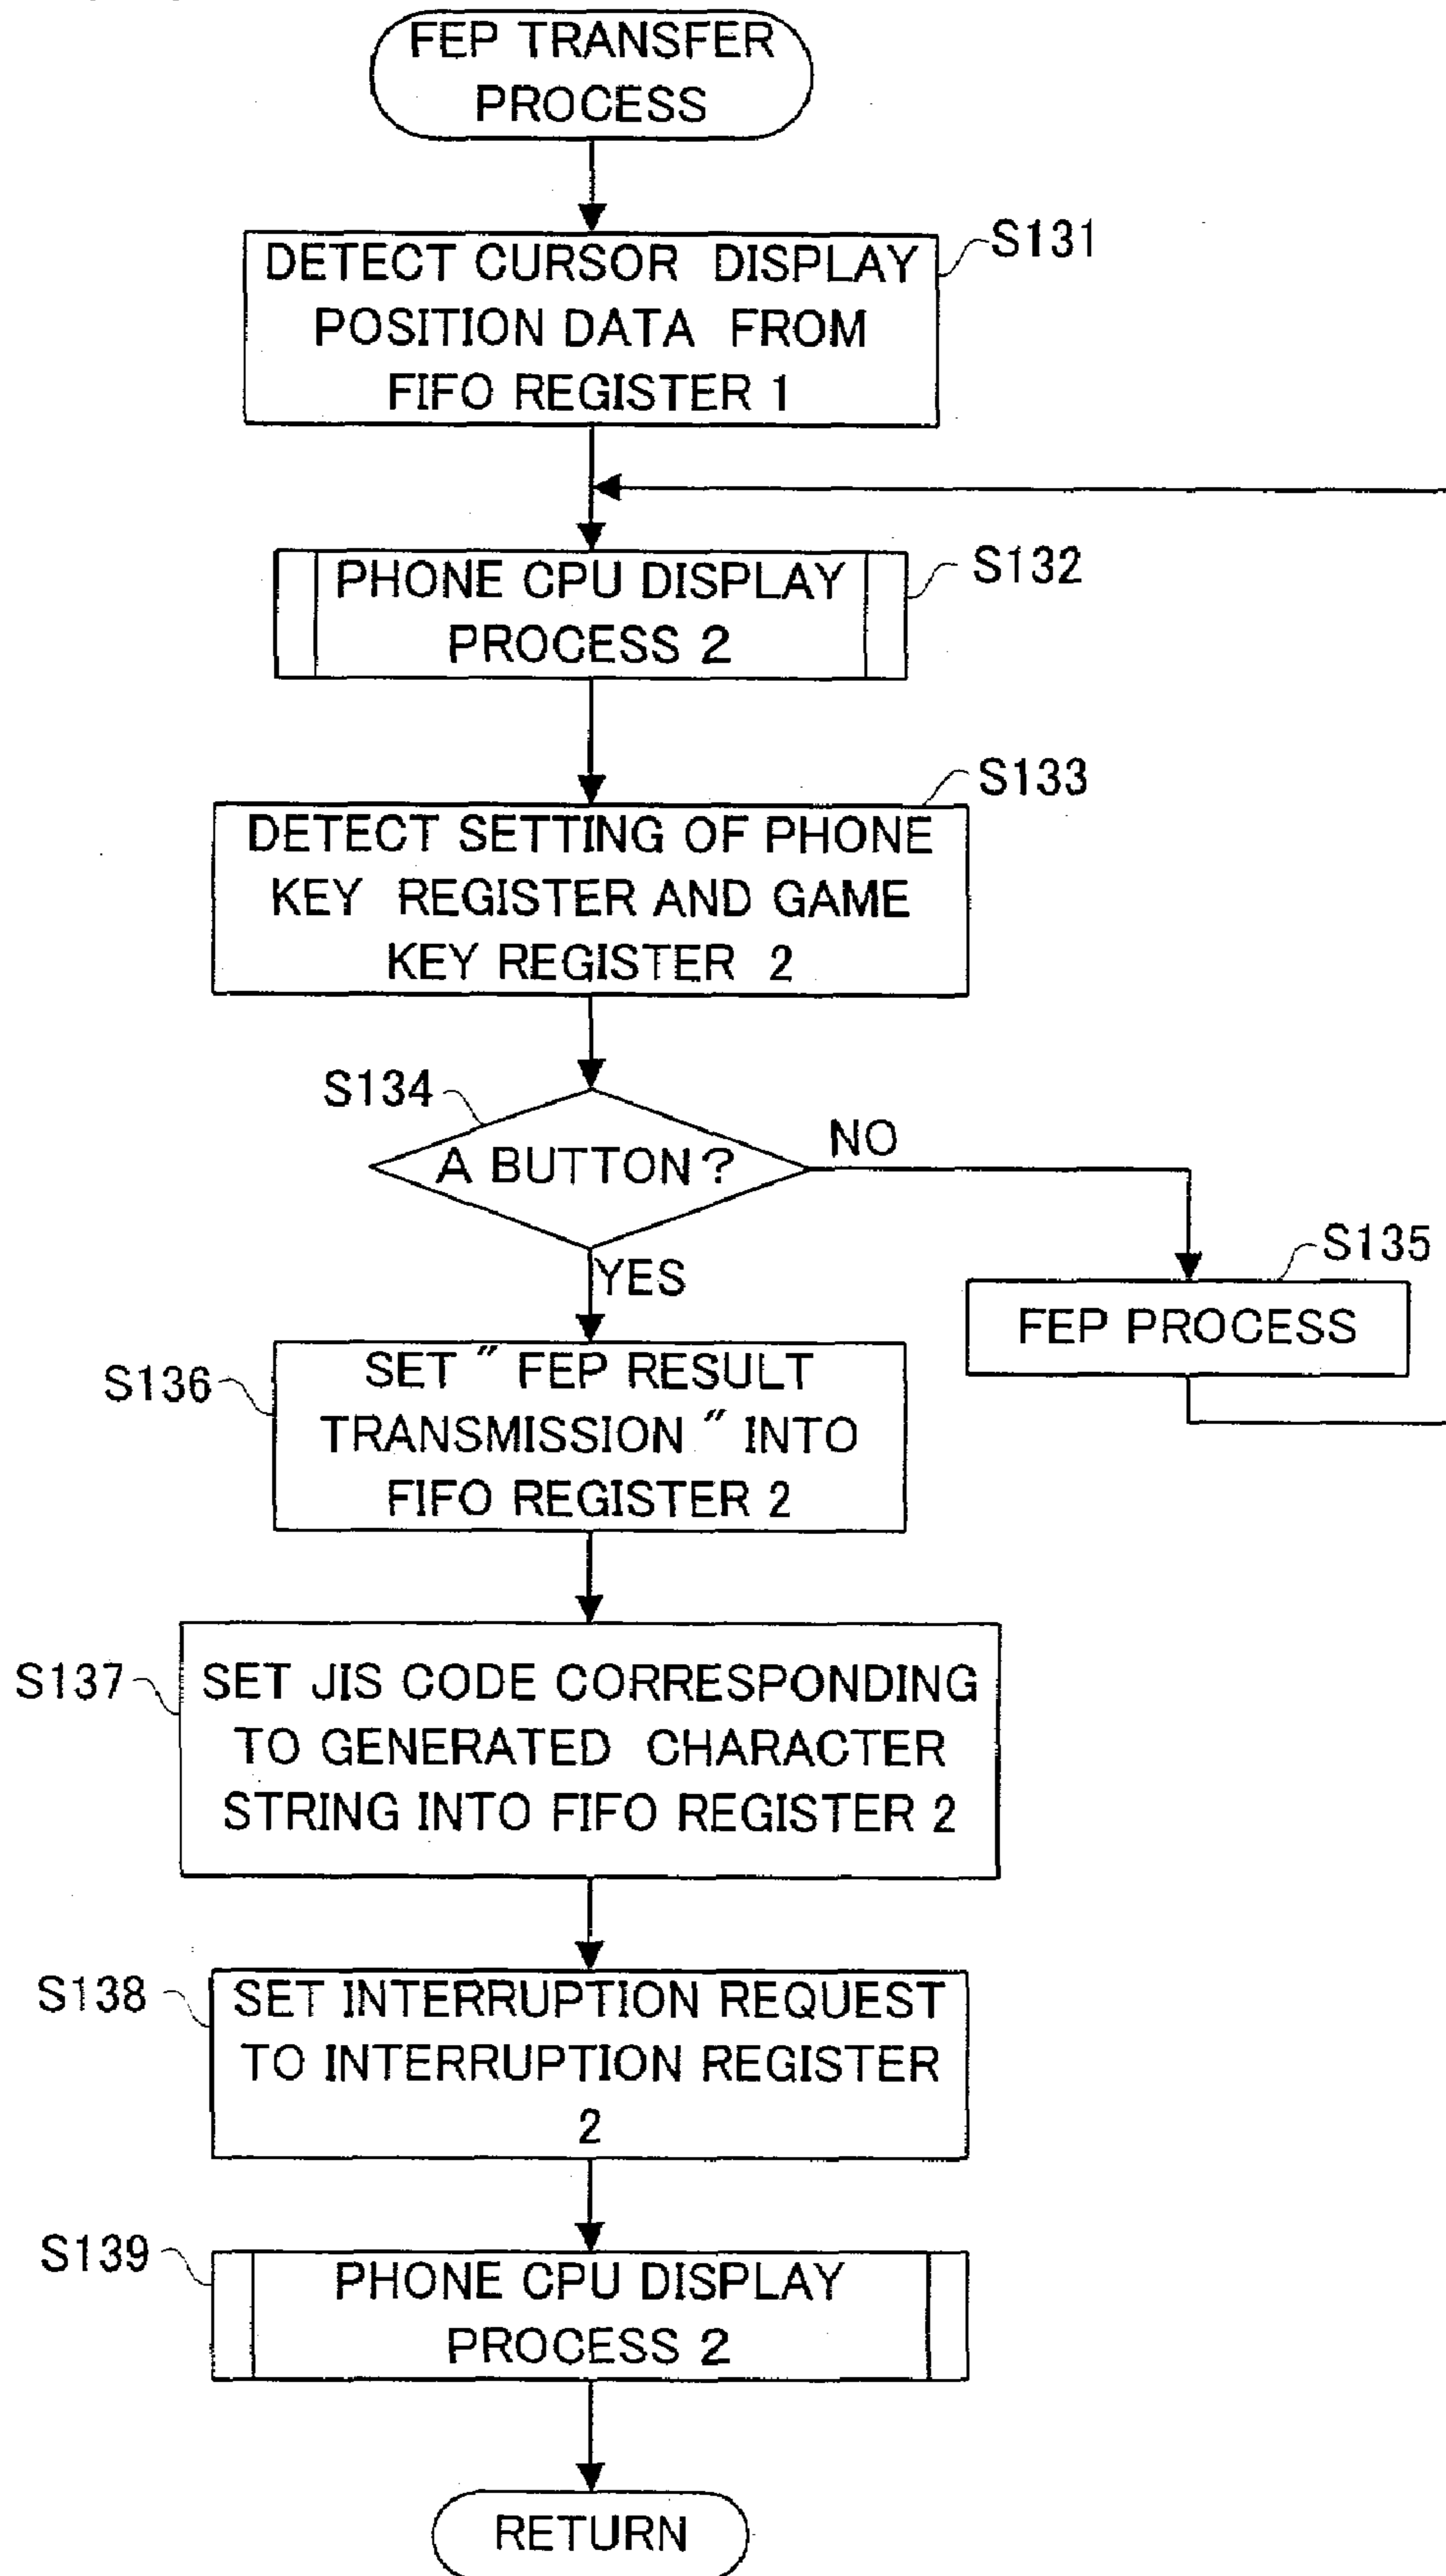 FEP TRANSFER
PROCESS
S131
DETECT CURSOR DISPLAY
POSITION DATA FROM
FIFO REGISTER 1
S132
PHONE CPU DISPLAY
PROCESS 2
S133
DETECT SETTING OF PHONE
KEY REGISTER AND GAME
KEY REGISTER 2
S134
A BUTTON?
NO
YES
S135
FEP PROCESS
S136
SET " FEP RESULT
TRANSMISSION " INTO
FIFO REGISTER 2
S137
SET JIS CODE CORRESPONDING
TO GENERATED CHARACTER
STRING INTO FIFO REGISTER 2
S138
SET INTERRUPTION REQUEST
TO INTERRUPTION REGISTER
2
S139
PHONE CPU DISPLAY
PROCESS 2
RETURN